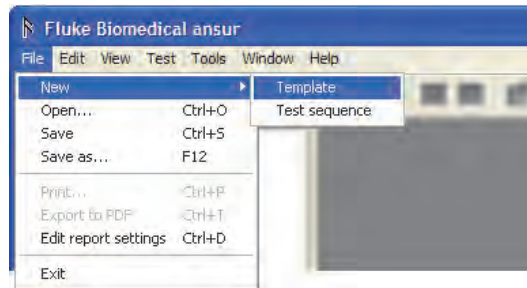 Fluke Biomedical ansur
File Edit View Test Tools Window Help
New Template
Open... Ctrl+O Test sequence
Save Ctrl+S
Save as... F12
Print... Ctrl+P
Export to PDF Ctrl+T
Edit report settings Ctrl+D
Exit